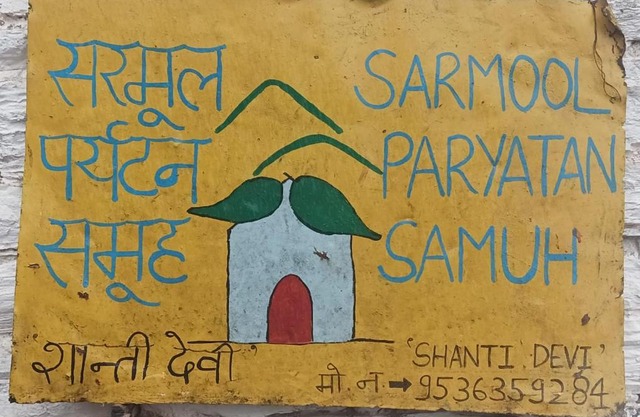 सरमूल
पर्यटन
समूह
SARMOOL
PARYATAN
SAMUH
"शान्ती देवी"
'SHANTI DEVI'
मो. न. → 9536359284